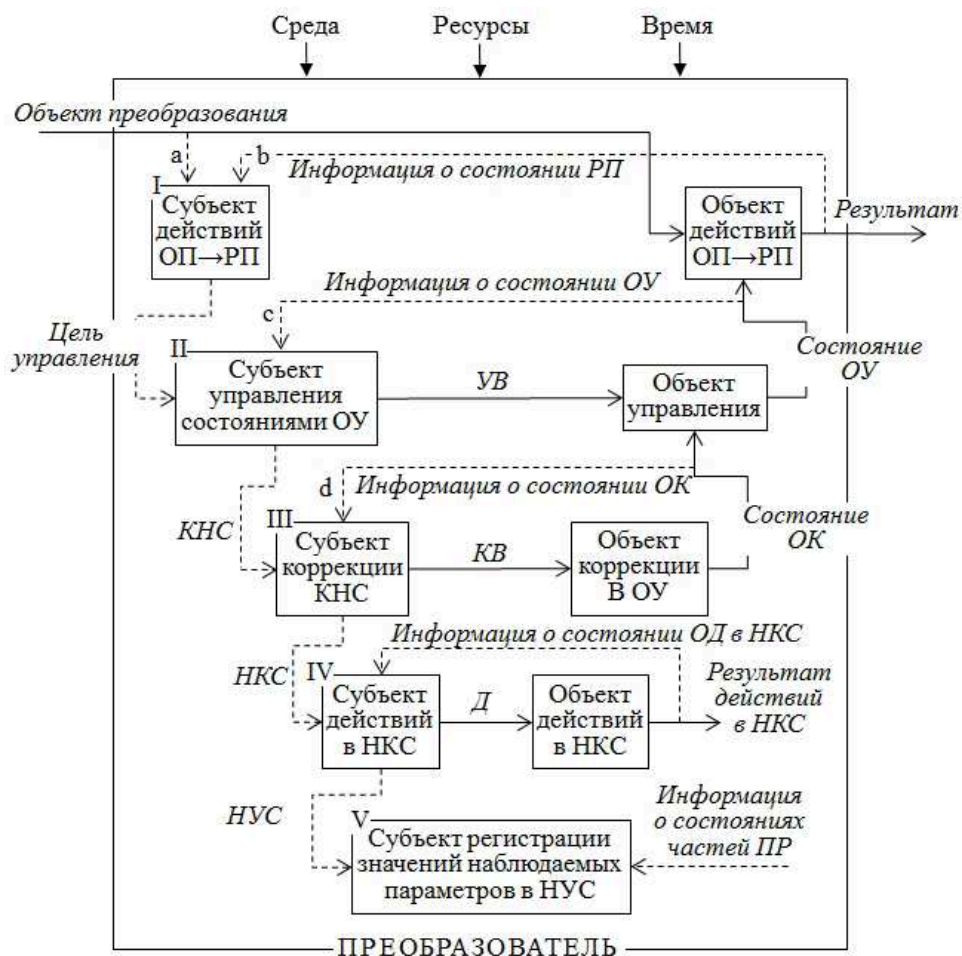 Среда
Ресурсы
Время
Объект преобразования
a
b
Информация о состоянии РП
I
Субъект
действий
ОП→РП
Объект
действий
ОП→РП
Результат
Информация о состоянии ОУ
c
Цель
управления
II
Субъект
управления
состояниями ОУ
УВ
Объект
управления
Состояние
ОУ
d
Информация о состоянии ОК
КНС
III
Субъект
коррекции
КНС
КВ
Объект
коррекции
В ОУ
Состояние
ОК
Информация о состоянии ОД в НКС
НКС
IV
Субъект
действий
в НКС
Д
Объект
действий
в НКС
Результат
действий
в НКС
НУС
V
Субъект регистрации
значений наблюдаемых
параметров в НУС
Информация
о состояниях
частей ПР
ПРЕОБРАЗОВАТЕЛЬ